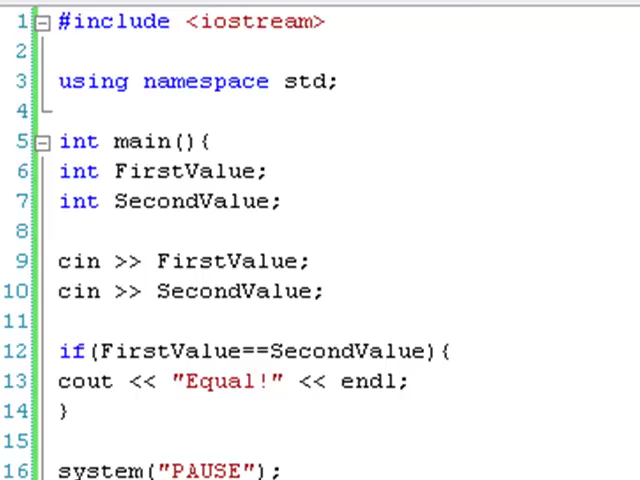 1 #include <iostream>
2
3 using namespace std;
4
5 int main(){
6 int FirstValue;
7 int SecondValue;
8
9 cin >> FirstValue;
10 cin >> SecondValue;
11
12 if(FirstValue==SecondValue){
13 cout << "Equal!" << endl;
14 }
15
16 system("PAUSE");